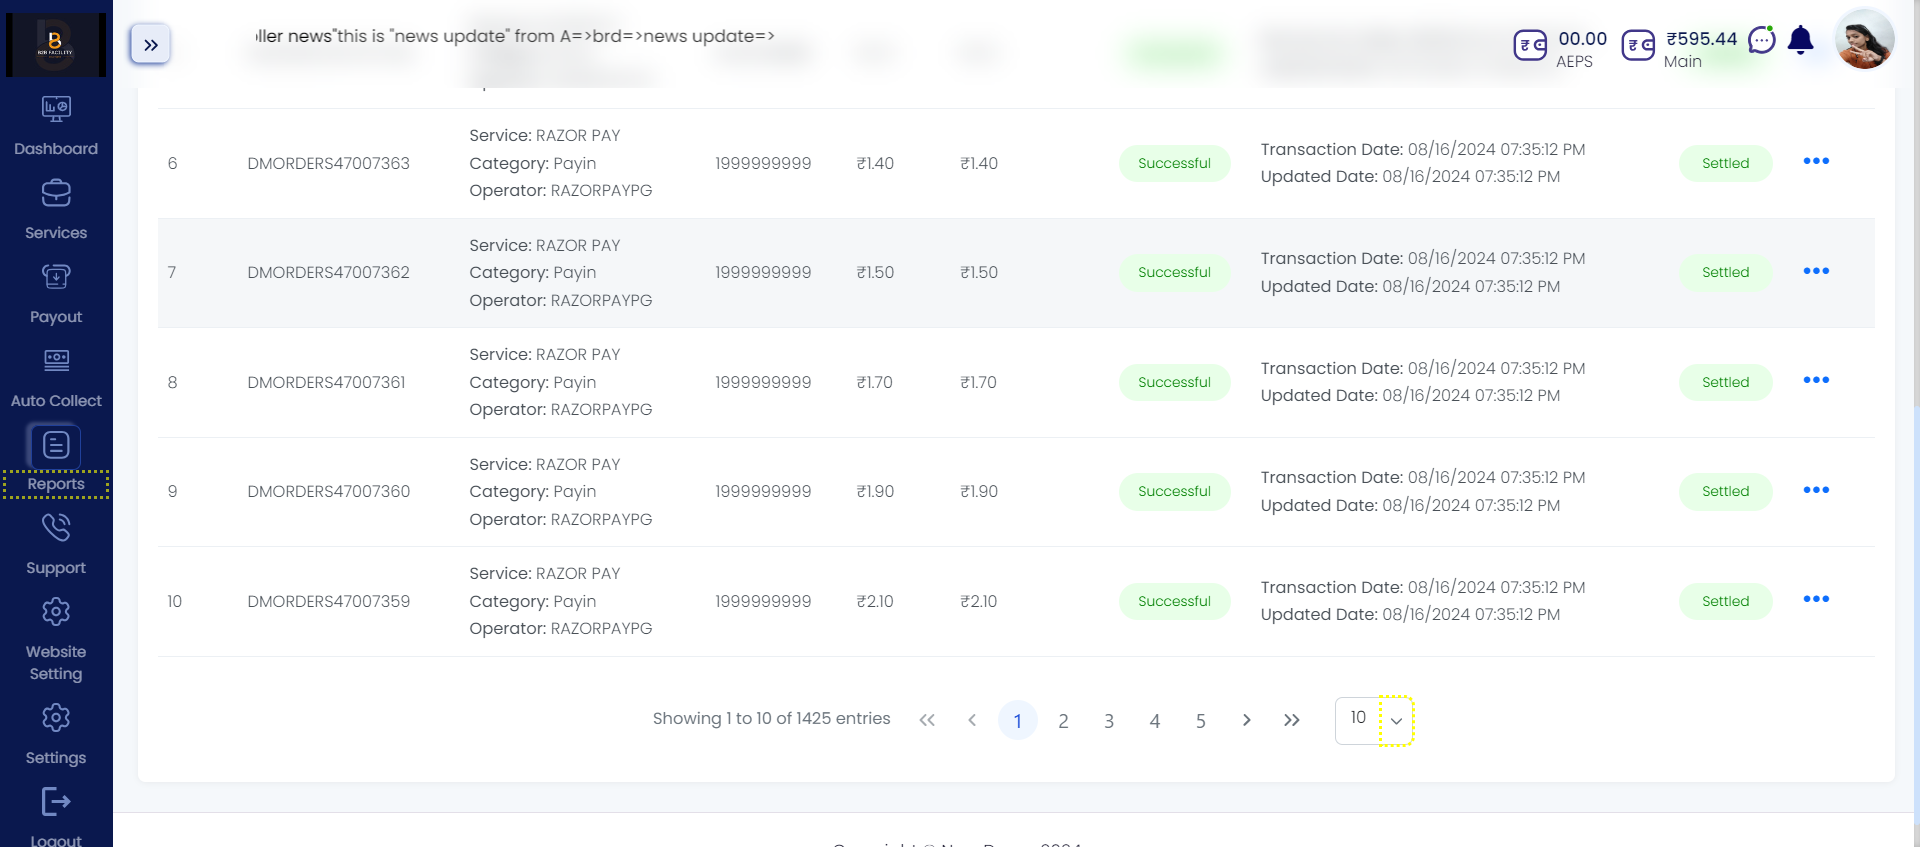 ller news"this is "news update" from A=>brd=>news update=>
00.00
AEPS
₹595.44
Main
B2B FACILITY
Dashboard
Services
Payout
Auto Collect
Reports
Support
Website
Setting
Settings
Logout
6 DMORDERS47007363 Service: RAZOR PAY
Category: Payin 1999999999 ₹1.40 ₹1.40 Successful
Operator: RAZORPAYPG
Transaction Date: 08/16/2024 07:35:12 PM
Updated Date: 08/16/2024 07:35:12 PM
Settled
7 DMORDERS47007362 Service: RAZOR PAY
Category: Payin 1999999999 ₹1.50 ₹1.50 Successful
Operator: RAZORPAYPG
Transaction Date: 08/16/2024 07:35:12 PM
Updated Date: 08/16/2024 07:35:12 PM
Settled
8 DMORDERS47007361 Service: RAZOR PAY
Category: Payin 1999999999 ₹1.70 ₹1.70 Successful
Operator: RAZORPAYPG
Transaction Date: 08/16/2024 07:35:12 PM
Updated Date: 08/16/2024 07:35:12 PM
Settled
9 DMORDERS47007360 Service: RAZOR PAY
Category: Payin 1999999999 ₹1.90 ₹1.90 Successful
Operator: RAZORPAYPG
Transaction Date: 08/16/2024 07:35:12 PM
Updated Date: 08/16/2024 07:35:12 PM
Settled
10 DMORDERS47007359 Service: RAZOR PAY
Category: Payin 1999999999 ₹2.10 ₹2.10 Successful
Operator: RAZORPAYPG
Transaction Date: 08/16/2024 07:35:12 PM
Updated Date: 08/16/2024 07:35:12 PM
Settled
Showing 1 to 10 of 1425 entries « ‹ 1 2 3 4 5 › » 10